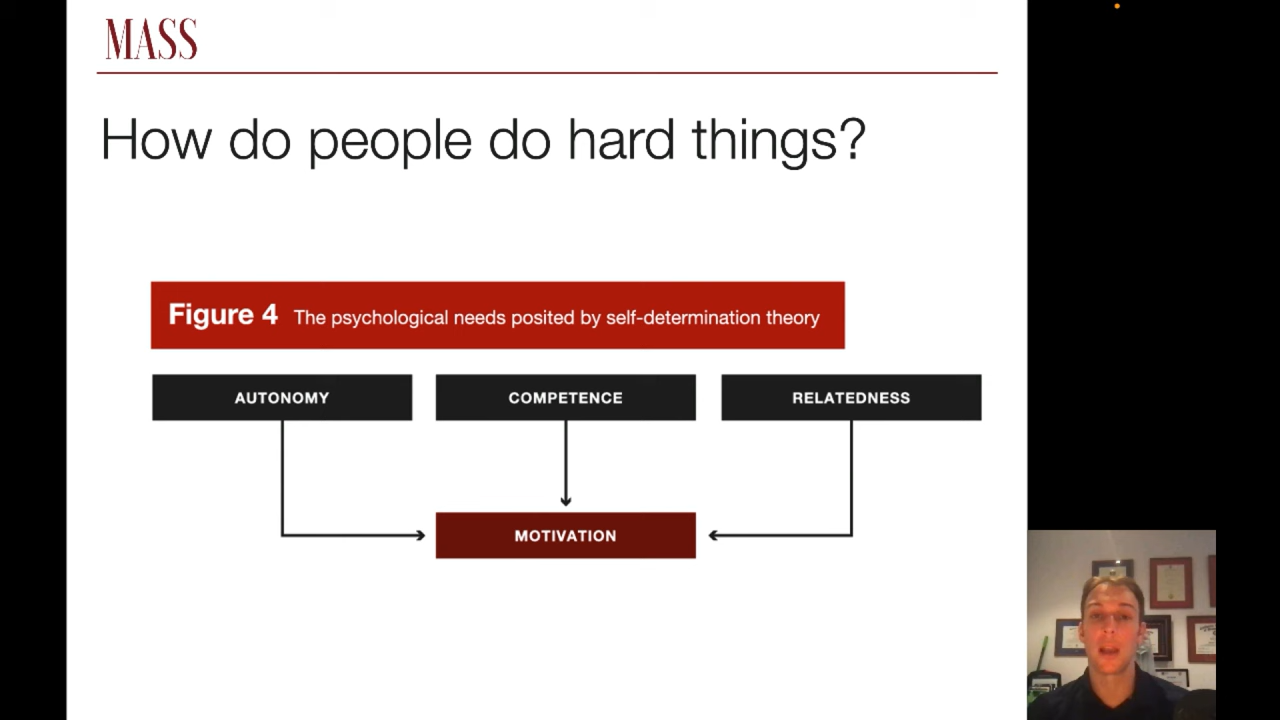 MASS
How do people do hard things?
Figure 4 The psychological needs posited by self-determination theory
AUTONOMY
COMPETENCE
RELATEDNESS
MOTIVATION